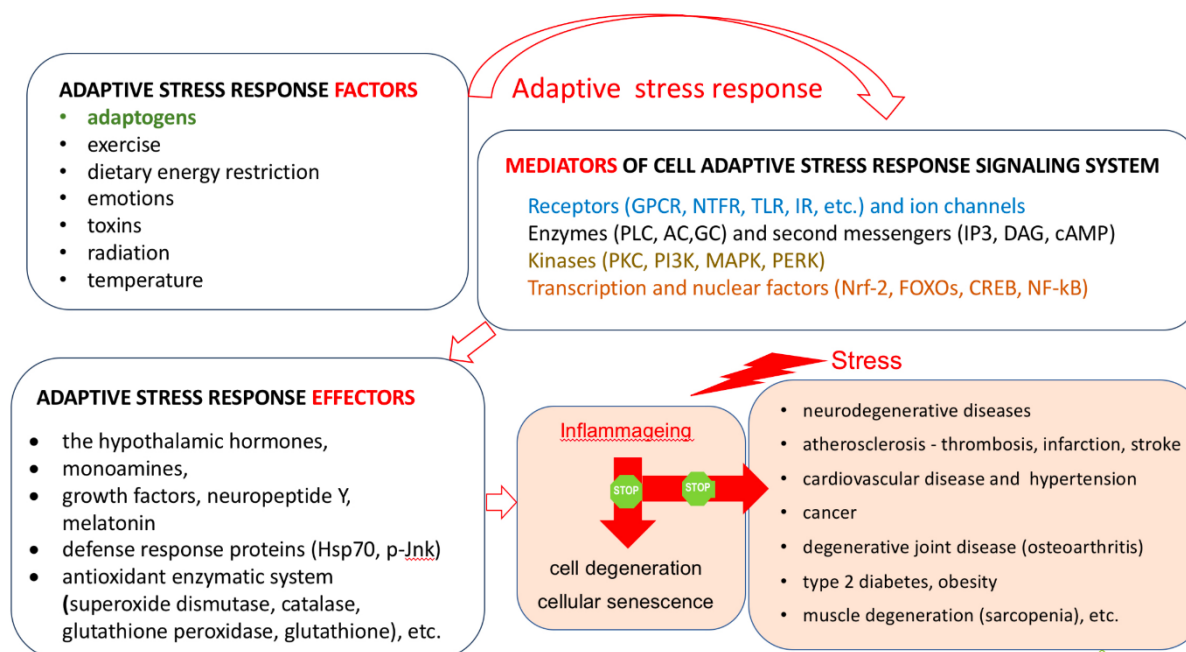 ADAPTIVE STRESS RESPONSE FACTORS
• adaptogens
• exercise
• dietary energy restriction
• emotions
• toxins
• radiation
• temperature
Adaptive stress response
MEDIATORS OF CELL ADAPTIVE STRESS RESPONSE SIGNALING SYSTEM
Receptors (GPCR, NTFR, TLR, IR, etc.) and ion channels
Enzymes (PLC, AC,GC) and second messengers (IP3, DAG, cAMP)
Kinases (PKC, PI3K, MAPK, PERK)
Transcription and nuclear factors (Nrf-2, FOXOs, CREB, NF-kB)
ADAPTIVE STRESS RESPONSE EFFECTORS
• the hypothalamic hormones,
• monoamines,
• growth factors, neuropeptide Y,
melatonin
• defense response proteins (Hsp70, p-Jnk)
• antioxidant enzymatic system
(superoxide dismutase, catalase,
glutathione peroxidase, glutathione), etc.
Inflammageing
STOP
STOP
cell degeneration
cellular senescence
Stress
• neurodegenerative diseases
• atherosclerosis - thrombosis, infarction, stroke
• cardiovascular disease and hypertension
• cancer
• degenerative joint disease (osteoarthritis)
• type 2 diabetes, obesity
• muscle degeneration (sarcopenia), etc.